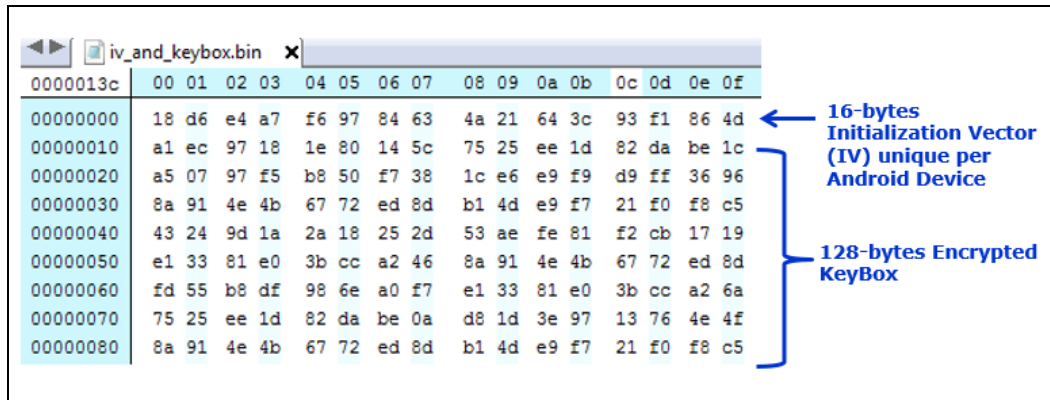 iv_and_keybox.bin x
0000013c 00 01 02 03 04 05 06 07 08 09 0a 0b 0c 0d 0e 0f
00000000 18 d6 e4 a7 f6 97 84 63 4a 21 64 3c 93 f1 86 4d
00000010 a1 ec 97 18 1e 80 14 5c 75 25 ee 1d 82 da be 1c
00000020 a5 07 97 f5 b8 50 f7 38 1c e6 e9 f9 d9 ff 36 96
00000030 8a 91 4e 4b 67 72 ed 8d b1 4d e9 f7 21 f0 f8 c5
00000040 43 24 9d 1a 2a 18 25 2d 53 ae fe 81 f2 cb 17 19
00000050 e1 33 81 e0 3b cc a2 46 8a 91 4e 4b 67 72 ed 8d
00000060 fd 55 b8 df 98 6e a0 f7 e1 33 81 e0 3b cc a2 6a
00000070 75 25 ee 1d 82 da be 0a d8 1d 3e 97 13 76 4e 4f
00000080 8a 91 4e 4b 67 72 ed 8d b1 4d e9 f7 21 f0 f8 c5
16-bytes
Initialization Vector
(IV) unique per
Android Device
128-bytes Encrypted
KeyBox